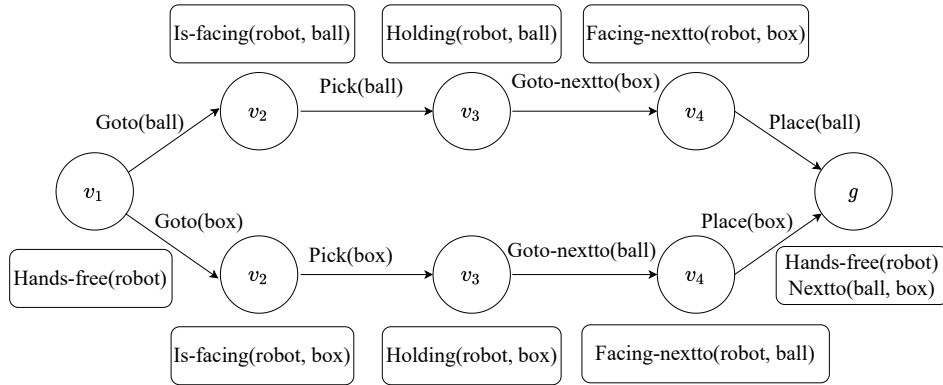 Is-facing(robot, ball)
Holding(robot, ball)
Facing-nextto(robot, box)
Goto(ball)
v2
Pick(ball)
v3
Goto-nextto(box)
v4
Place(ball)
v1
g
Goto(box)
v2
Pick(box)
v3
Goto-nextto(ball)
v4
Place(box)
Hands-free(robot)
Hands-free(robot)
Nextto(ball, box)
Is-facing(robot, box)
Holding(robot, box)
Facing-nextto(robot, ball)